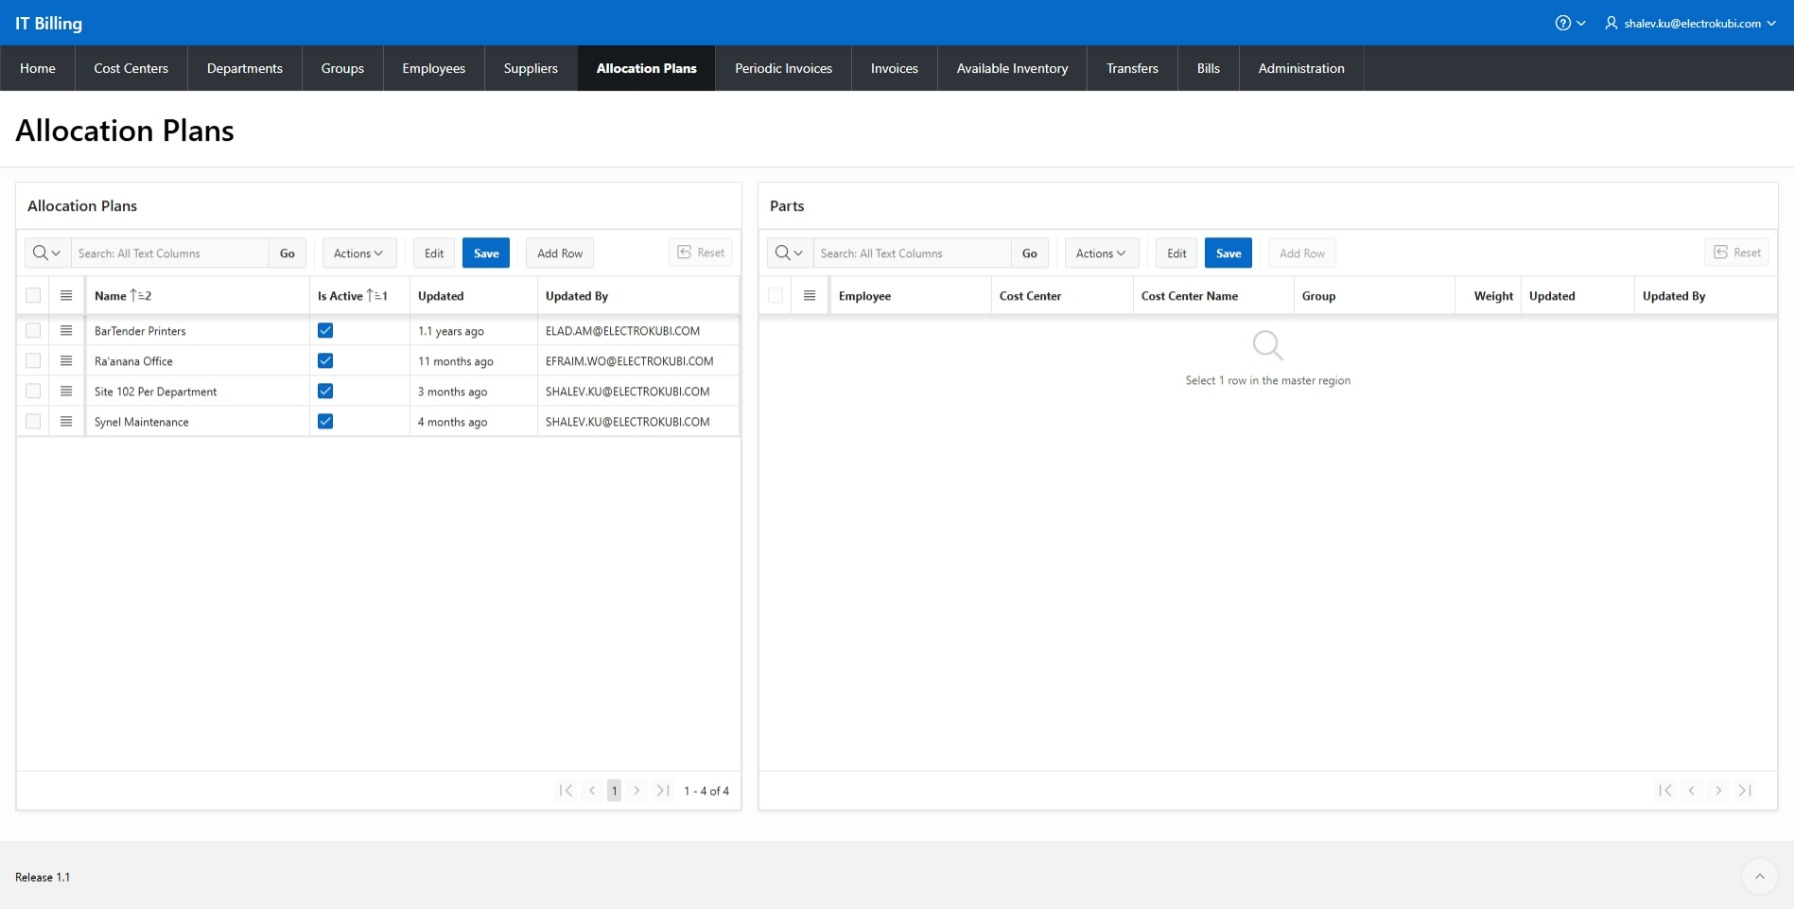 IT Billing
shalev.ku@electrokubi.com
Home Cost Centers Departments Groups Employees Suppliers Allocation Plans Periodic Invoices Invoices Available Inventory Transfers Bills Administration
Allocation Plans
Allocation Plans
Search: All Text Columns Go Actions Edit Save Add Row Reset
Name 2 Is Active 1 Updated Updated By
BarTender Printers 1.1 years ago ELAD.AM@ELECTROKUBI.COM
Ra'anana Office 11 months ago EFRAIM.WO@ELECTROKUBI.COM
Site 102 Per Department 3 months ago SHALEV.KU@ELECTROKUBI.COM
Synel Maintenance 4 months ago SHALEV.KU@ELECTROKUBI.COM
1 1 - 4 of 4
Parts
Search: All Text Columns Go Actions Edit Save Add Row Reset
Employee Cost Center Cost Center Name Group Weight Updated Updated By
Select 1 row in the master region
Release 1.1